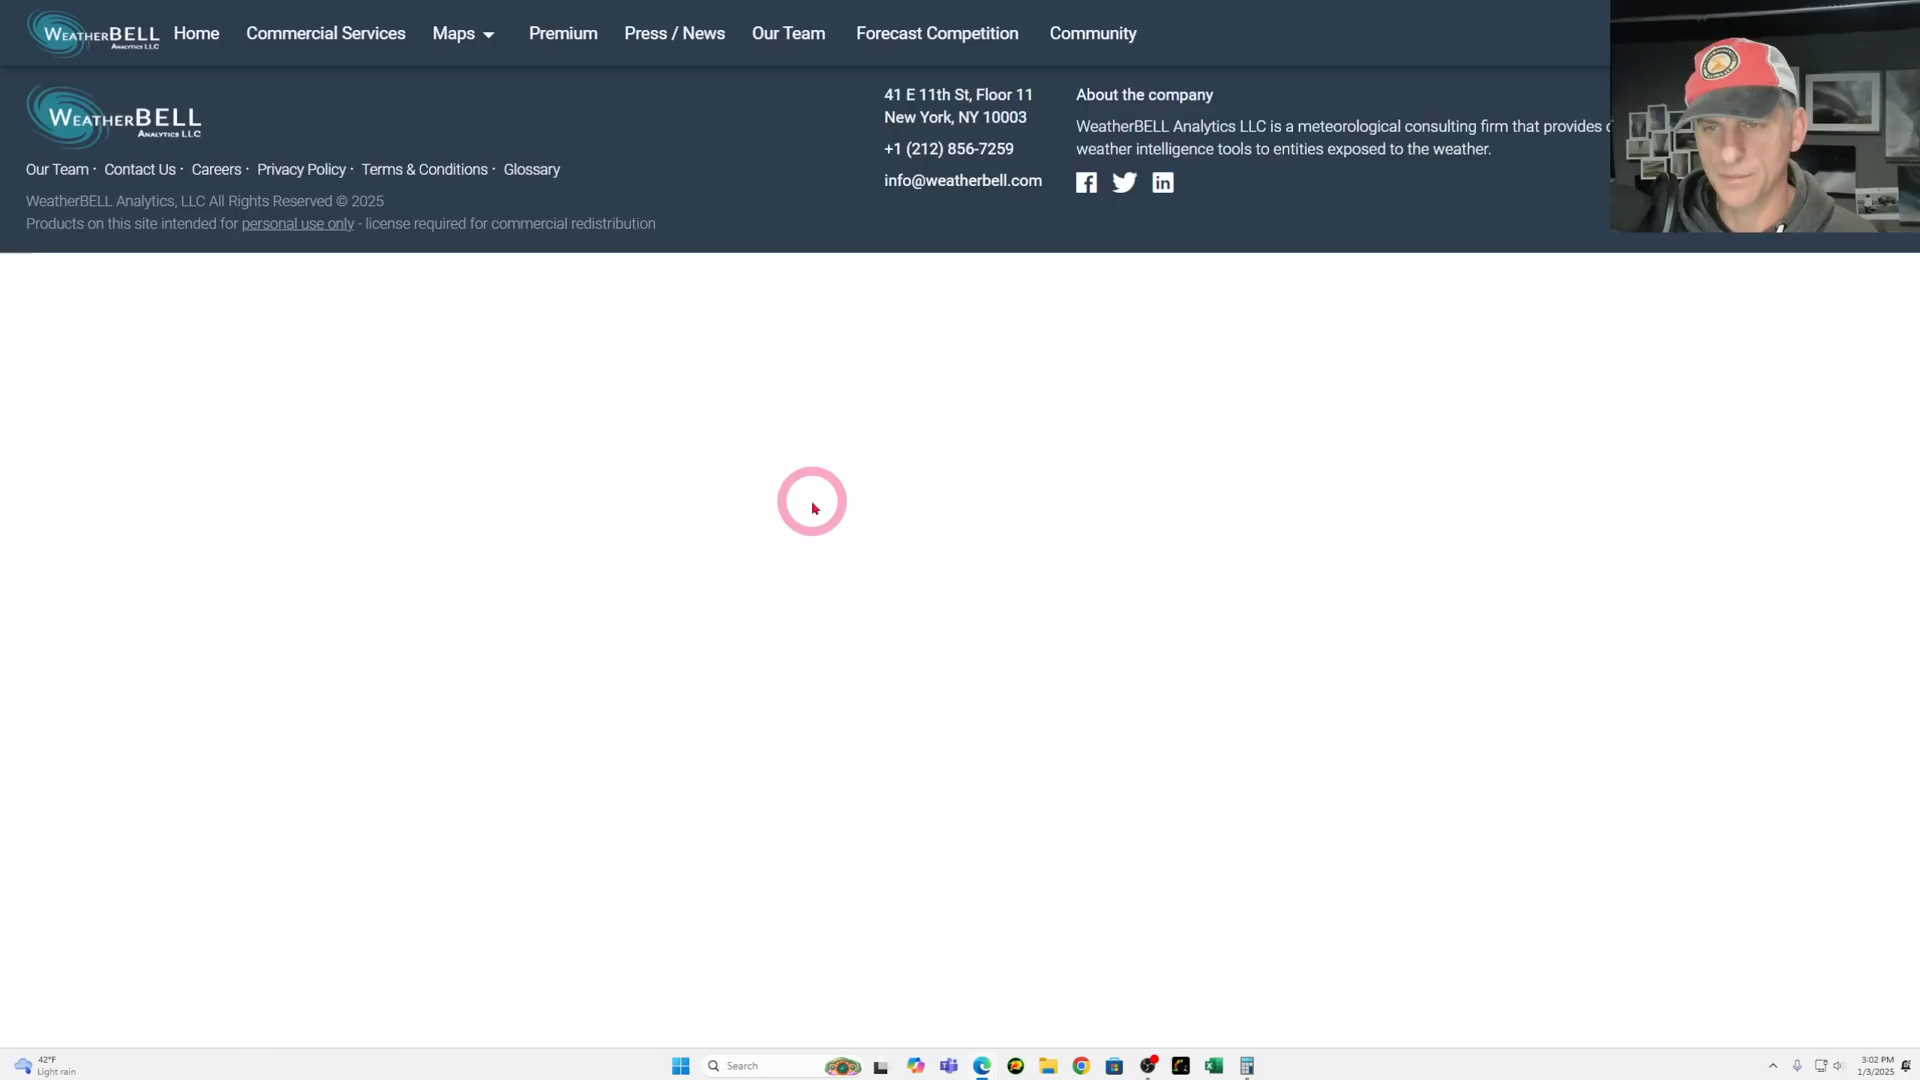 WEATHERBELL
ANALYTICS LLC
Home
Commercial Services
Maps
Premium
Press / News
Our Team
Forecast Competition
Community
WEATHERBELL
ANALYTICS LLC
Our Team · Contact Us · Careers · Privacy Policy · Terms & Conditions · Glossary
WeatherBELL Analytics, LLC All Rights Reserved © 2025
Products on this site intended for personal use only - license required for commercial redistribution
41 E 11th St, Floor 11
New York, NY 10003
+1 (212) 856-7259
info@weatherbell.com
About the company
WeatherBELL Analytics LLC is a meteorological consulting firm that provides
weather intelligence tools to entities exposed to the weather.
42°F
Light rain
Search
3:02 PM
1/3/2025